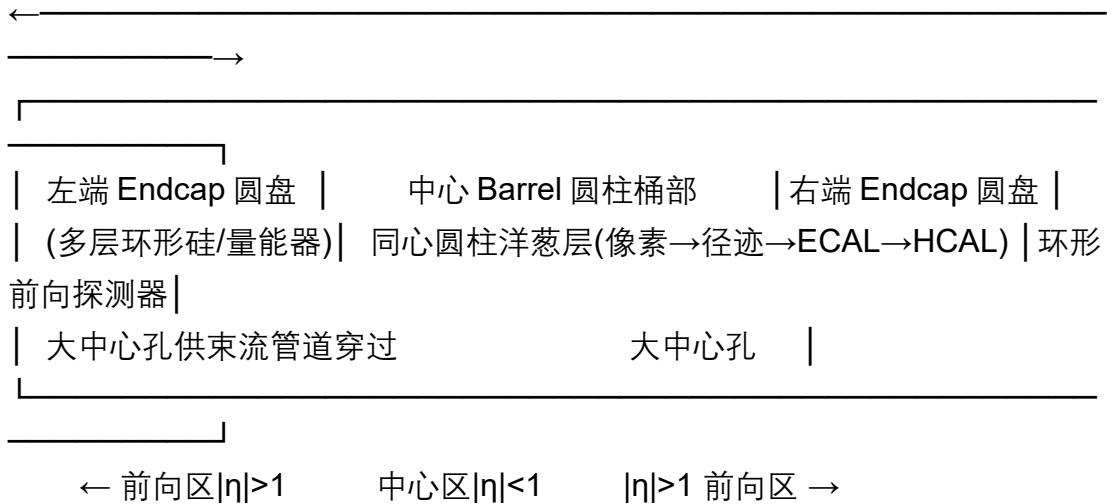 ←──────────────────────────────────────────────────
──────────→
┌──────────────────────────────────────────────────
──────────┐
│ 左端 Endcap 圆盘 │ 中心 Barrel 圆柱桶部 │右端 Endcap 圆盘 │
│ (多层环形硅/量能器)│ 同心圆柱洋葱层(像素→径迹→ECAL→HCAL) │环形
前向探测器│
│ 大中心孔供束流管道穿过 大中心孔 │
└──────────────────────────────────────────────────
──────────┘
← 前向区|η|>1 中心区|η|<1 |η|>1 前向区 →